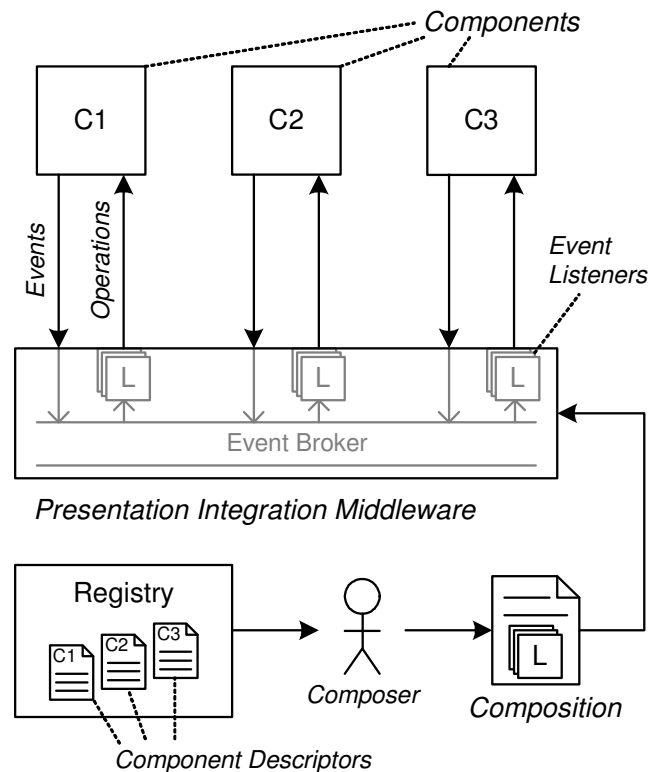 Components
C1
C2
C3
Events
Operations
Event
Listeners
L
L
L
Event Broker
Presentation Integration Middleware
Registry
C1
C2
C3
L
Composer
Composition
Component Descriptors